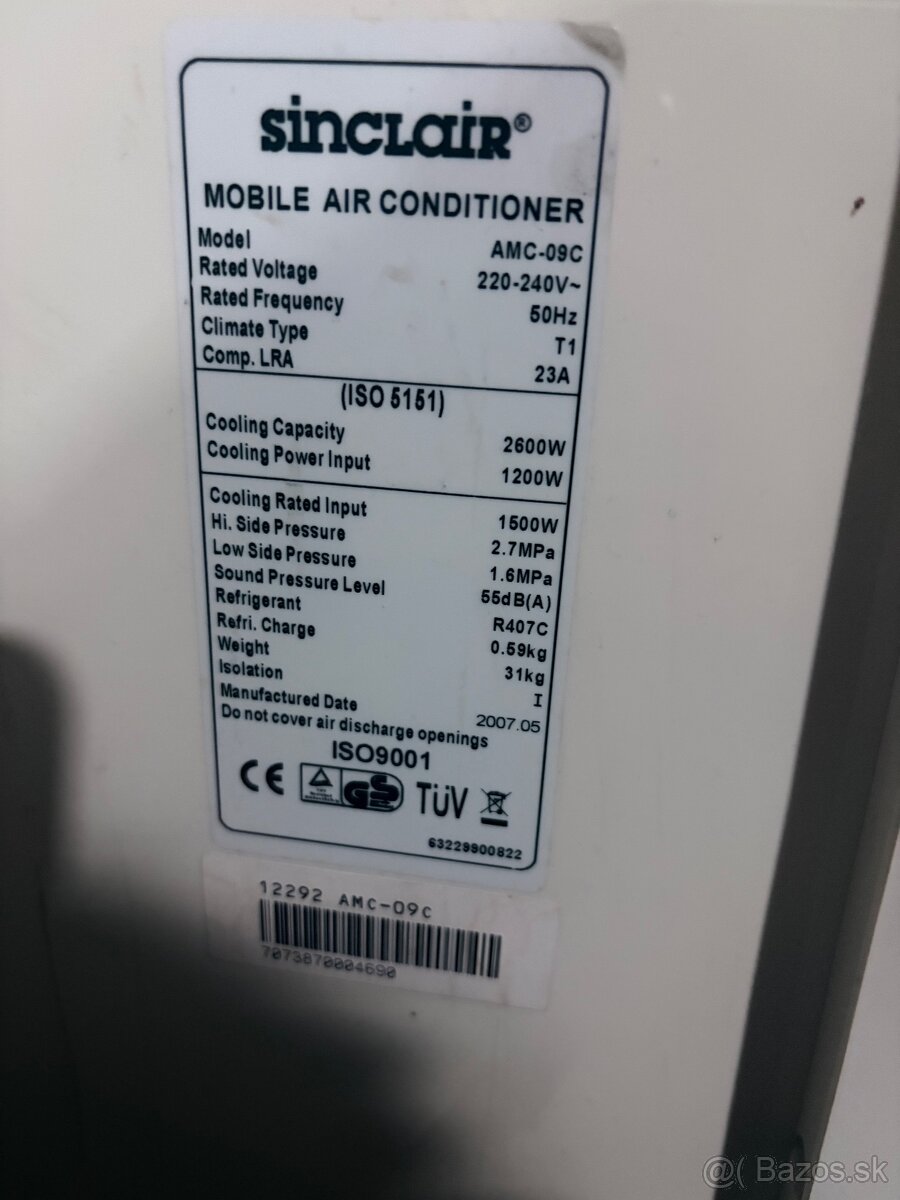 sinclair®
MOBILE AIR CONDITIONER
Model AMC-09C
Rated Voltage 220-240V~
Rated Frequency 50Hz
Climate Type T1
Comp. LRA 23A
(ISO 5151)
Cooling Capacity 2600W
Cooling Power Input 1200W
Cooling Rated Input 1500W
Hi. Side Pressure 2.7MPa
Low Side Pressure 1.6MPa
Sound Pressure Level 55dB(A)
Refrigerant R407C
Refri. Charge 0.59kg
Weight 31kg
Isolation I
Manufactured Date 2007.05
Do not cover air discharge openings
ISO9001
CE GS TÜV
63229900822
12292 AMC-09C
7073870004690
@( Bazos.sk